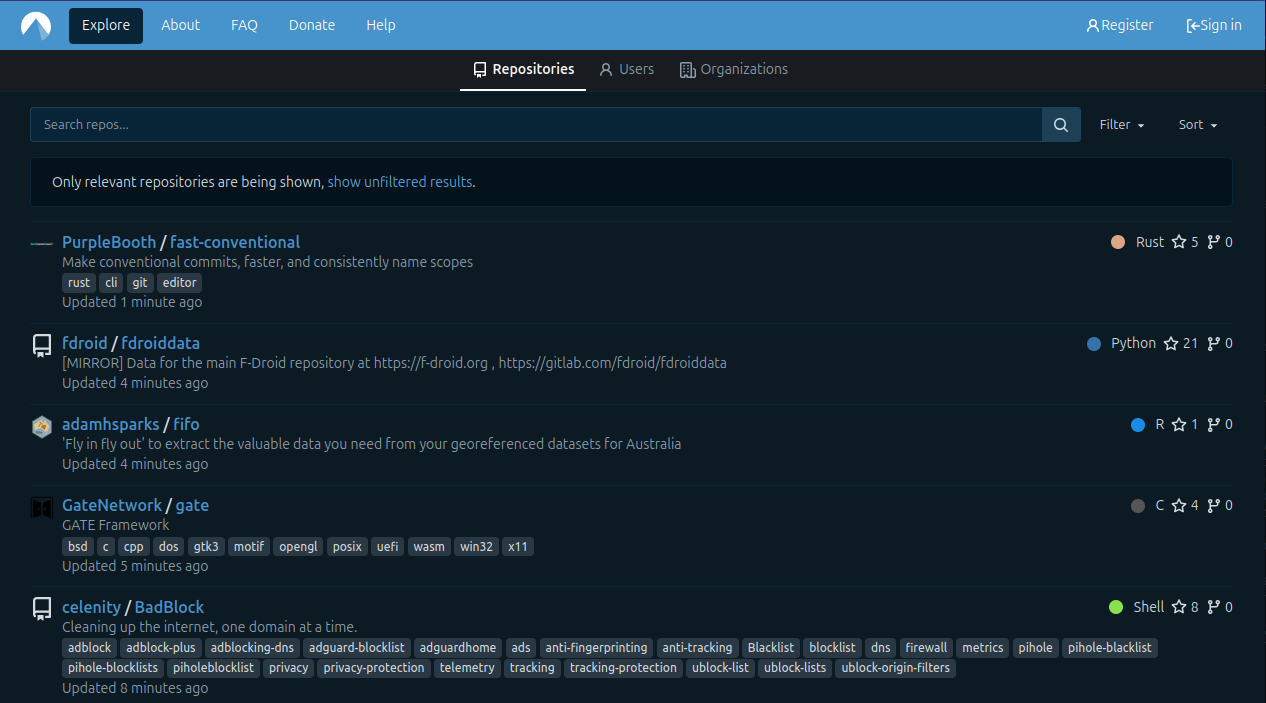 Explore About FAQ Donate Help Register Sign in
Repositories Users Organizations
Search repos... Filter Sort
Only relevant repositories are being shown, show unfiltered results.
PurpleBooth / fast-conventional Rust 5 0
Make conventional commits, faster, and consistently name scopes
rust cli git editor
Updated 1 minute ago
fdroid / fdroiddata Python 21 0
[MIRROR] Data for the main F-Droid repository at https://f-droid.org , https://gitlab.com/fdroid/fdroiddata
Updated 4 minutes ago
adamhsparks / fifo R 1 0
'Fly in fly out' to extract the valuable data you need from your georeferenced datasets for Australia
Updated 4 minutes ago
GateNetwork / gate C 4 0
GATE Framework
bsd c cpp dos gtk3 motif opengl posix uefi wasm win32 x11
Updated 5 minutes ago
celenity / BadBlock Shell 8 0
Cleaning up the internet, one domain at a time.
adblock adblock-plus adblocking-dns adguard-blocklist adguardhome ads anti-fingerprinting anti-tracking Blacklist blocklist dns firewall metrics pihole pihole-blacklist
pihole-blocklists piholeblocklist privacy privacy-protection telemetry tracking tracking-protection ublock-list ublock-lists ublock-origin-filters
Updated 8 minutes ago